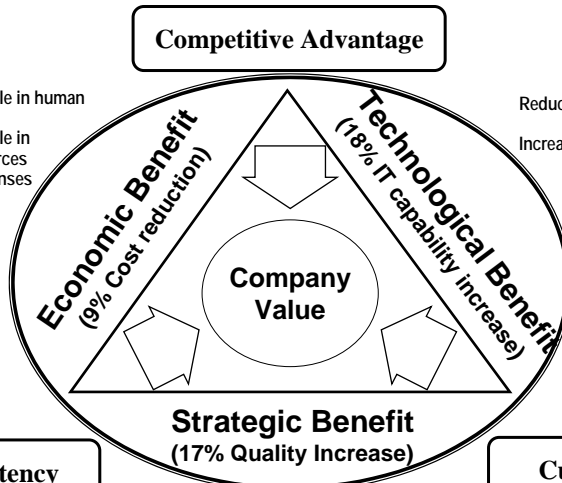 Competitive Advantage
le in human
le in
rces
nses
Reduc
Increa
Economic Benefit
(9% Cost reduction)
Technological Benefit
(18% IT capability increase)
Company
Value
Strategic Benefit
(17% Quality Increase)
tency
Cu